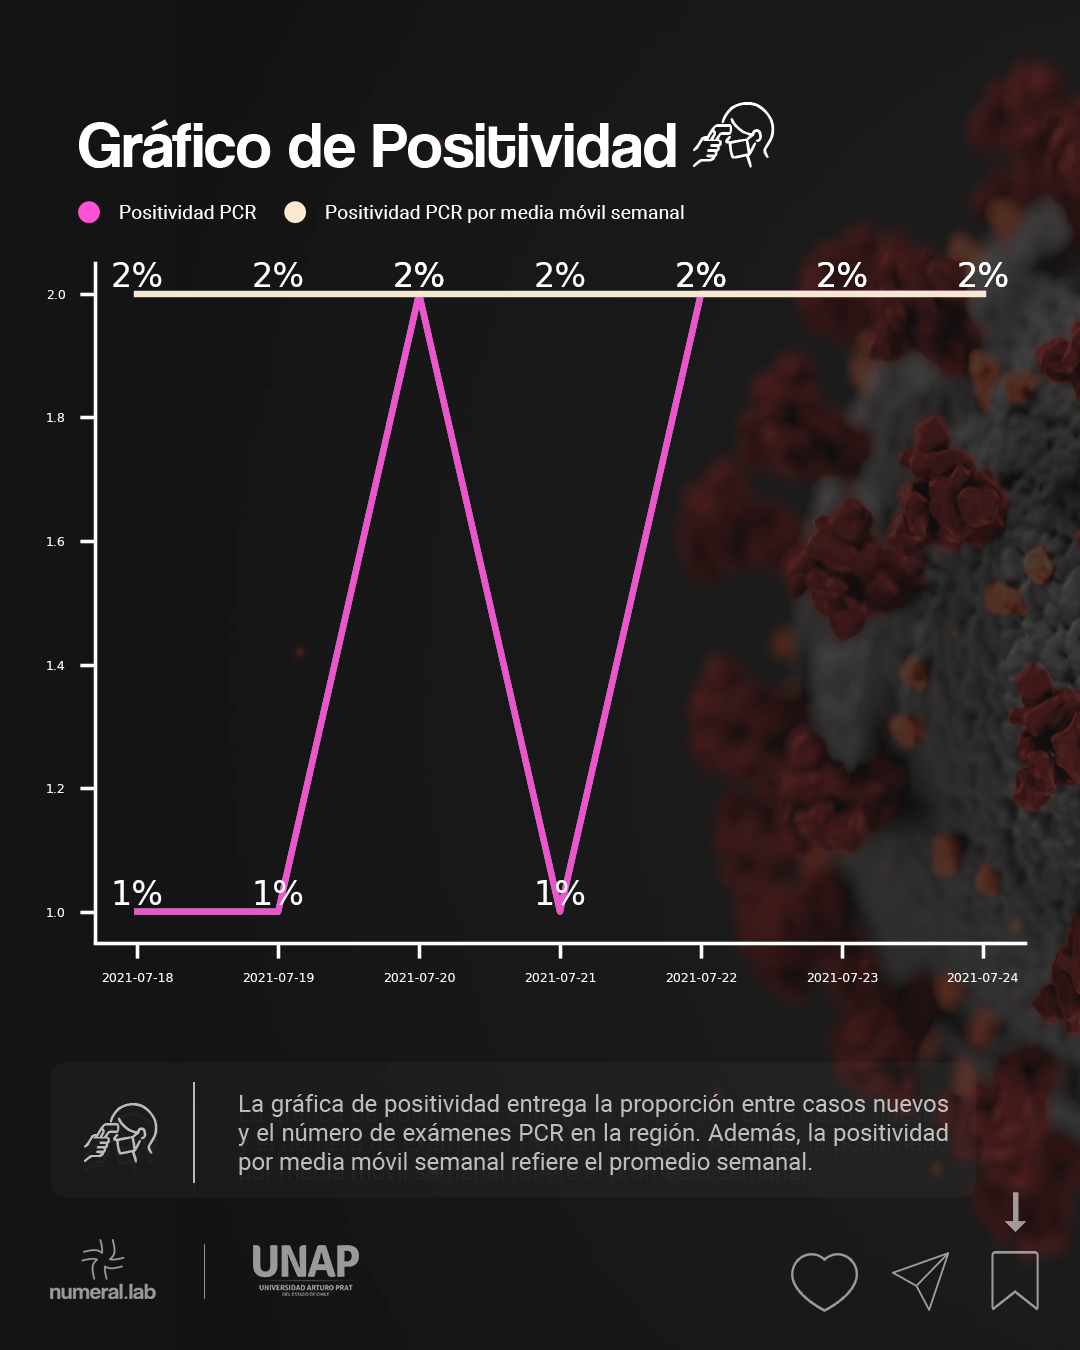 Gráfico de Positividad
Positividad PCR
Positividad PCR por media móvil semanal
2% 2% 2% 2% 2% 2% 2%
2.0
1.8
1.6
1.4
1.2
1% 1% 1%
1.0
2021-07-18 2021-07-19 2021-07-20 2021-07-21 2021-07-22 2021-07-23 2021-07-24
La gráfica de positividad entrega la proporción entre casos nuevos
y el número de exámenes PCR en la región. Además, la positividad
por media móvil semanal refiere el promedio semanal.
numeral.lab
UNAP
UNIVERSIDAD ARTURO PRAT
DEL ESTADO DE CHILE